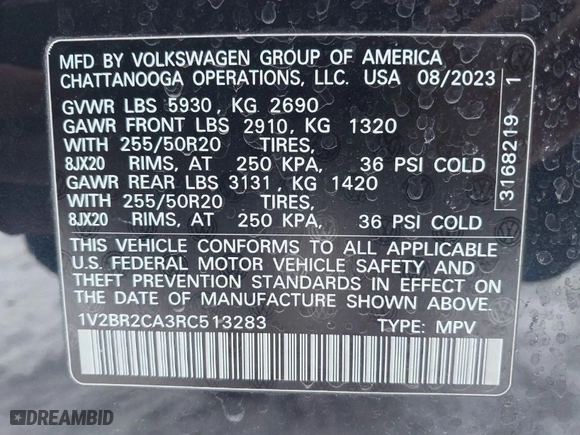 MFD BY VOLKSWAGEN GROUP OF AMERICA
CHATTANOOGA OPERATIONS, LLC. USA 08/2023
GVWR LBS 5930, KG 2690
GAWR FRONT LBS 2910, KG 1320
WITH 255/50R20 TIRES,
8JX20 RIMS, AT 250 KPA, 36 PSI COLD
GAWR REAR LBS 3131, KG 1420
WITH 255/50R20 TIRES,
8JX20 RIMS, AT 250 KPA, 36 PSI COLD
THIS VEHICLE CONFORMS TO ALL APPLICABLE
U.S. FEDERAL MOTOR VEHICLE SAFETY AND
THEFT PREVENTION STANDARDS IN EFFECT ON
THE DATE OF MANUFACTURE SHOWN ABOVE.
1V2BR2CA3RC513283 TYPE: MPV
3168219 1
DREAMBID